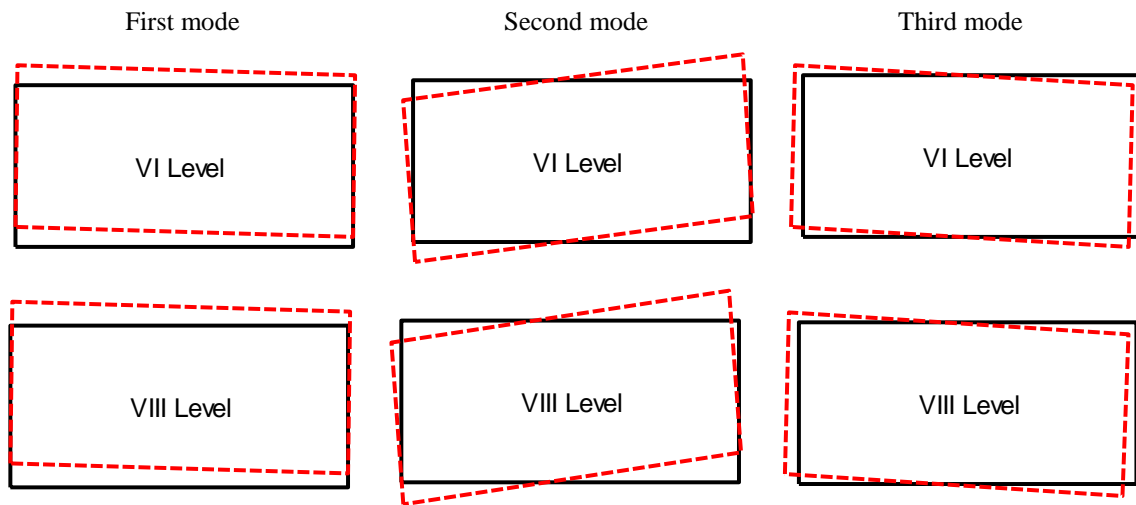 First mode
Second mode
Third mode
VI Level
VI Level
VI Level
VIII Level
VIII Level
VIII Level